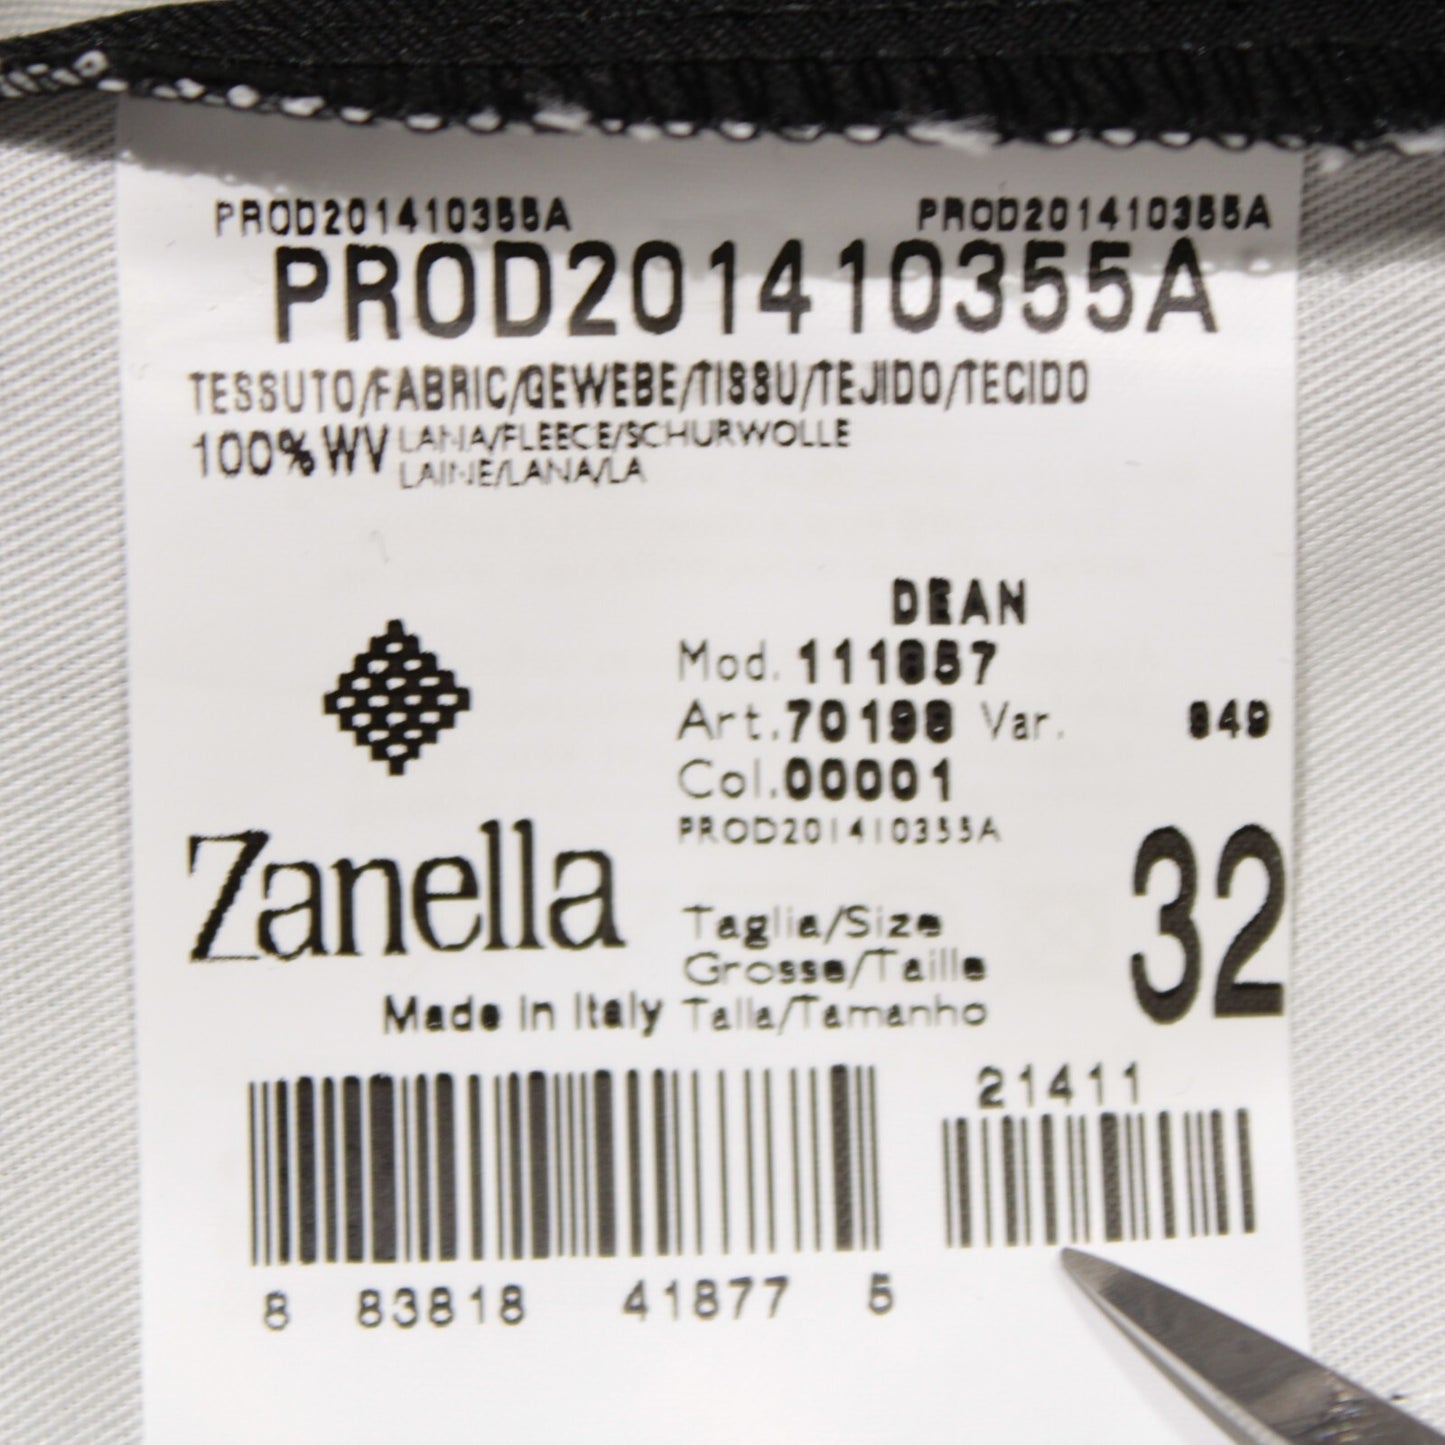 PROD201410355A PROD201410355A
PROD201410355A
TESSUTO/FABRIC/GEWEBE/TISSU/TEJIDO/TECIDO
100% WV LANA/FLEECE/SCHURWOLLE
LAINE/LANA/LA
DEAN
Mod. 111857
Art. 70198 Var. 949
Col. 00001
PROD201410355A
Zanella
Made In Italy
Taglia/Size
Grosse/Taille
Talla/Tamanho
32
21411
8 83818 41877 5